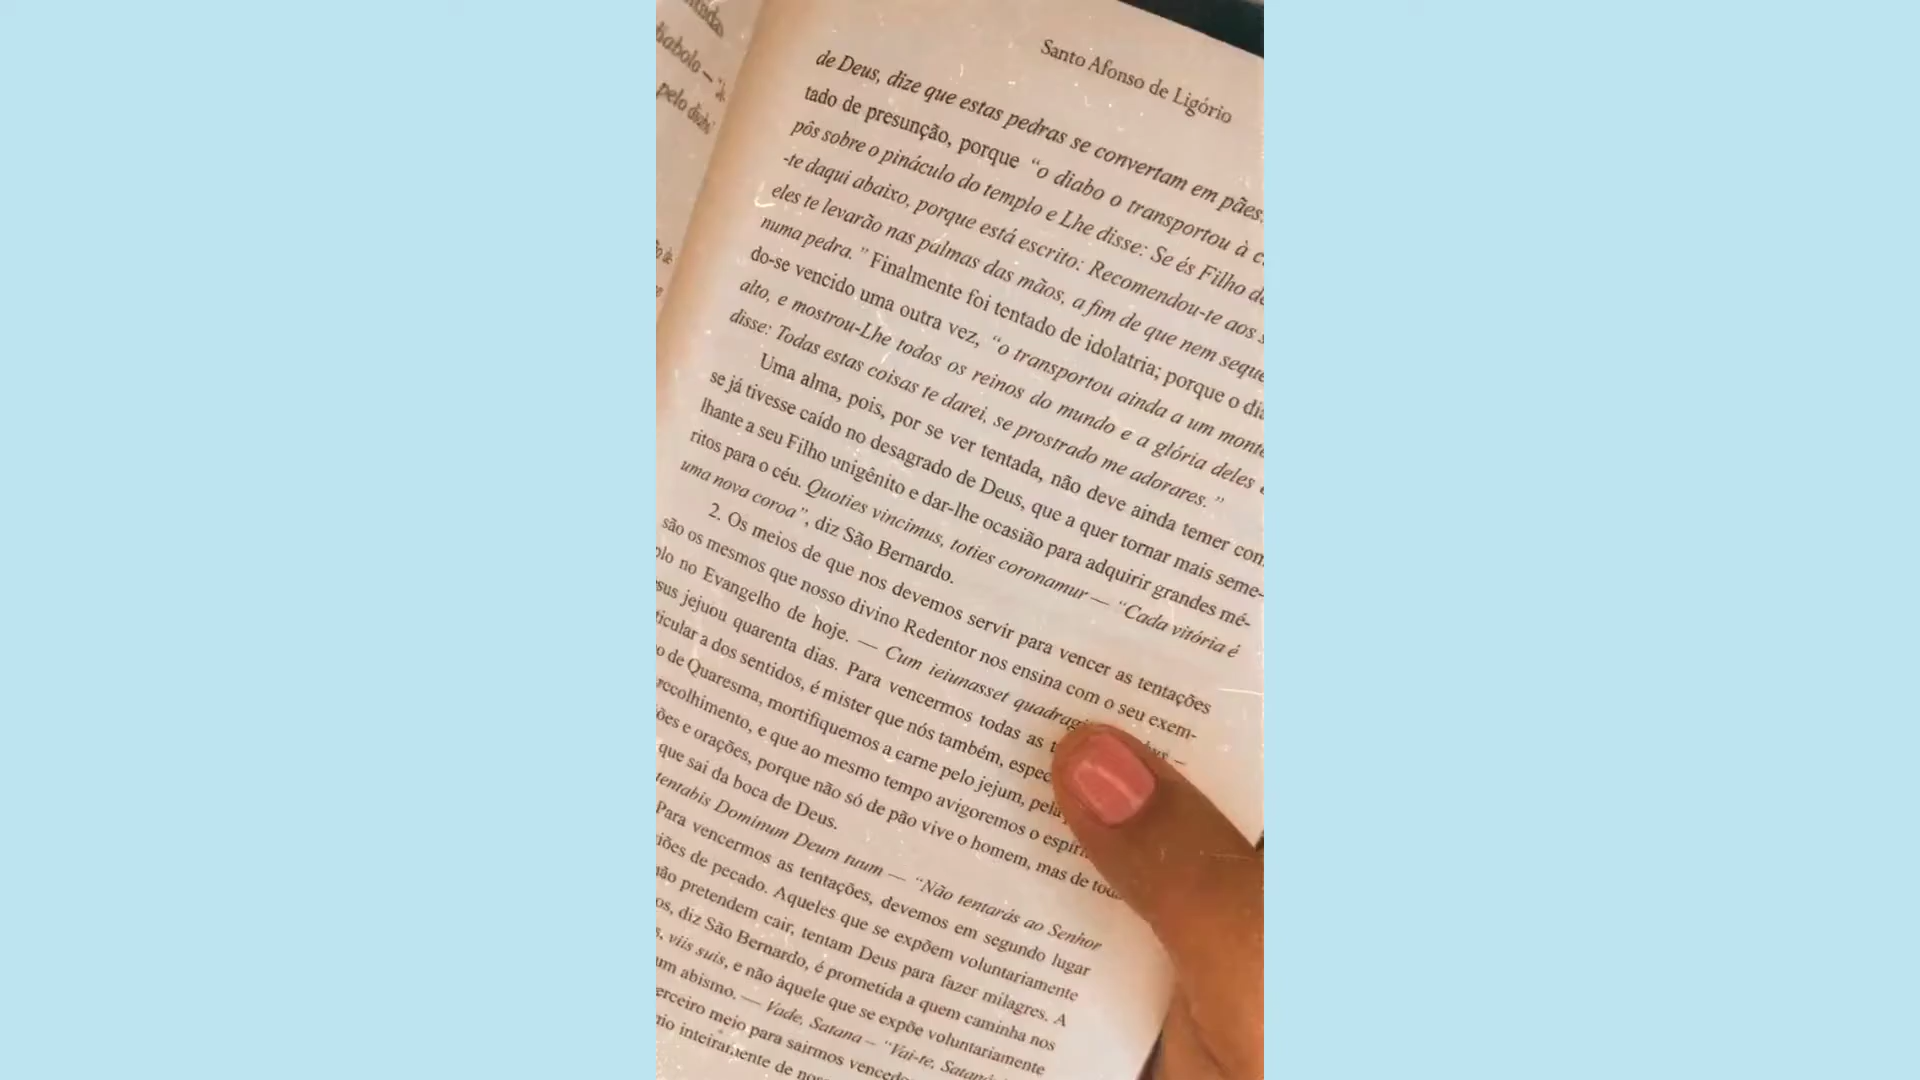 Santo Afonso de Ligório
de Deus, dize que estas pedras se convertam em pães.
tado de presunção, porque “o diabo o transportou à
pôs sobre o pináculo do templo e Lhe disse: Se és Filho
-te daqui abaixo, porque está escrito: Recomendou-te aos
eles te levarão nas palmas das mãos, a fim de que nem
numa pedra.” Finalmente foi tentado de idolatria; porque o
do-se vencido uma outra vez, “o transportou ainda a um
alto, e mostrou-Lhe todos os reinos do mundo e a glória deles
disse: Todas estas coisas te darei, se prostrado me adorares.”
Uma alma, pois, por se ver tentada, não deve ainda temer
se já tivesse caído no desagrado de Deus, que a quer tornar mais seme-
lhante a seu Filho unigênito e dar-lhe ocasião para adquirir grandes mé-
ritos para o céu. Quoties vincimus, toties coronamur — “Cada vitória é
uma nova coroa”, diz São Bernardo.
2. Os meios de que nos devemos servir para vencer as tentações
são os mesmos que nosso divino Redentor nos ensina com o seu exem-
plo no Evangelho de hoje. — Cum ieiunasset
jejuou quarenta dias. Para vencermos todas as
a dos sentidos, é mister que nós também,
de Quaresma, mortifiquemos a carne pelo jejum,
recolhimento, e que ao mesmo tempo avigoremos o
e orações, porque não só de pão vive o homem, mas de
que sai da boca de Deus.
tentabis Dominum Deum tuum — “Não tentarás ao Senhor
Para vencermos as tentações, devemos em segundo lugar
de pecado. Aqueles que se expõem voluntariamente
não pretendem cair, tentam Deus para fazer milagres. A
diz São Bernardo, é prometida a quem caminha nos
viis suis, e não àquele que se expõe voluntariamente
abismo. — Vade, Satana — “Vai-te,
terceiro meio para sairmos
inteiramente de